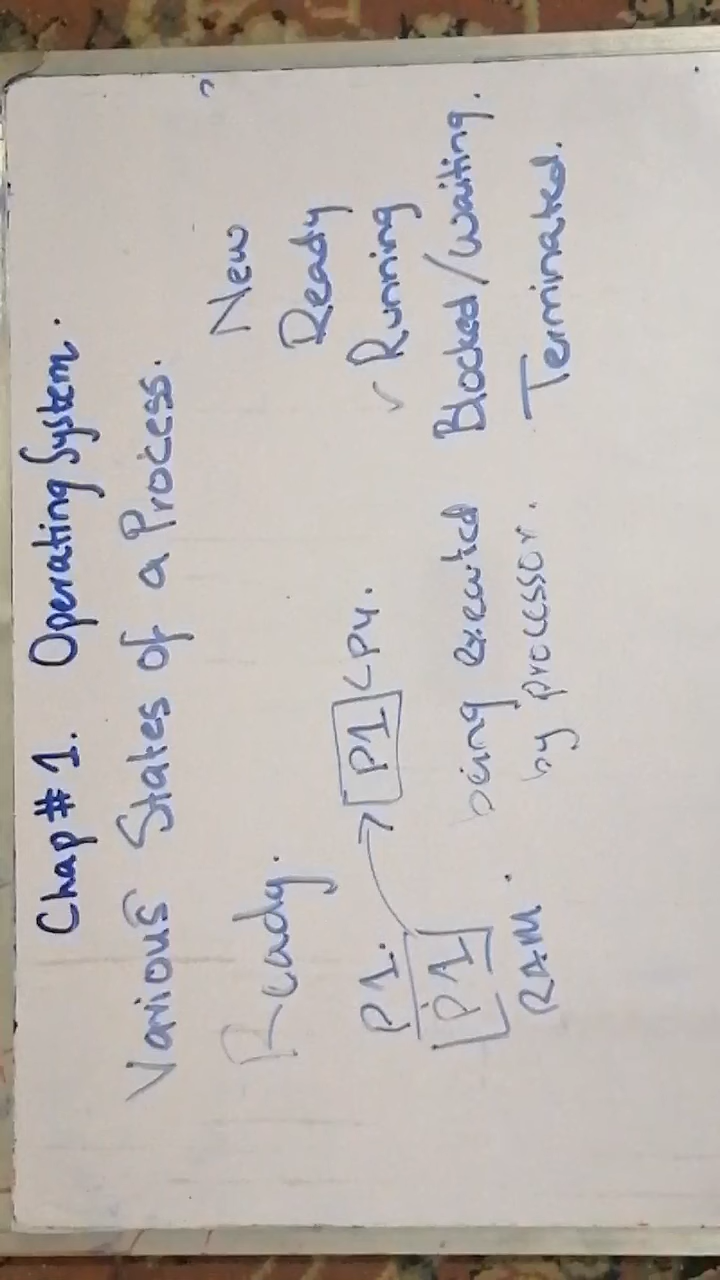 Chap#1. Operating System.
Various States of a Process.
Ready.
P1.
P1
RAM.
P1 CPU.
being executed
by processor.
New
Ready
✓ Running
Blocked/Waiting.
Terminated.